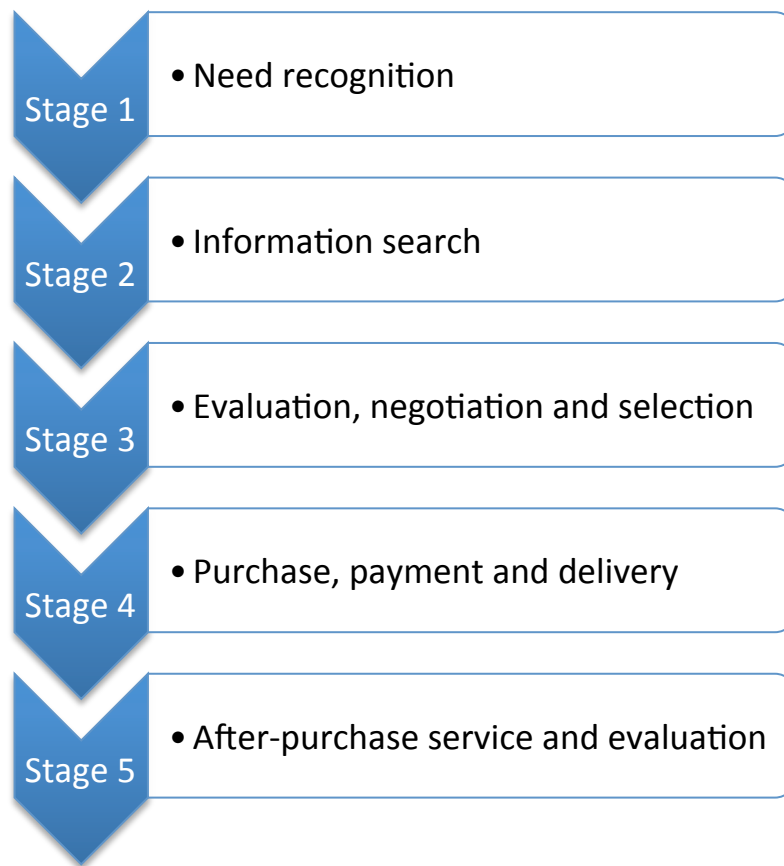 Stage 1
• Need recognition
Stage 2
• Information search
Stage 3
• Evaluation, negotiation and selection
Stage 4
• Purchase, payment and delivery
Stage 5
• After-purchase service and evaluation